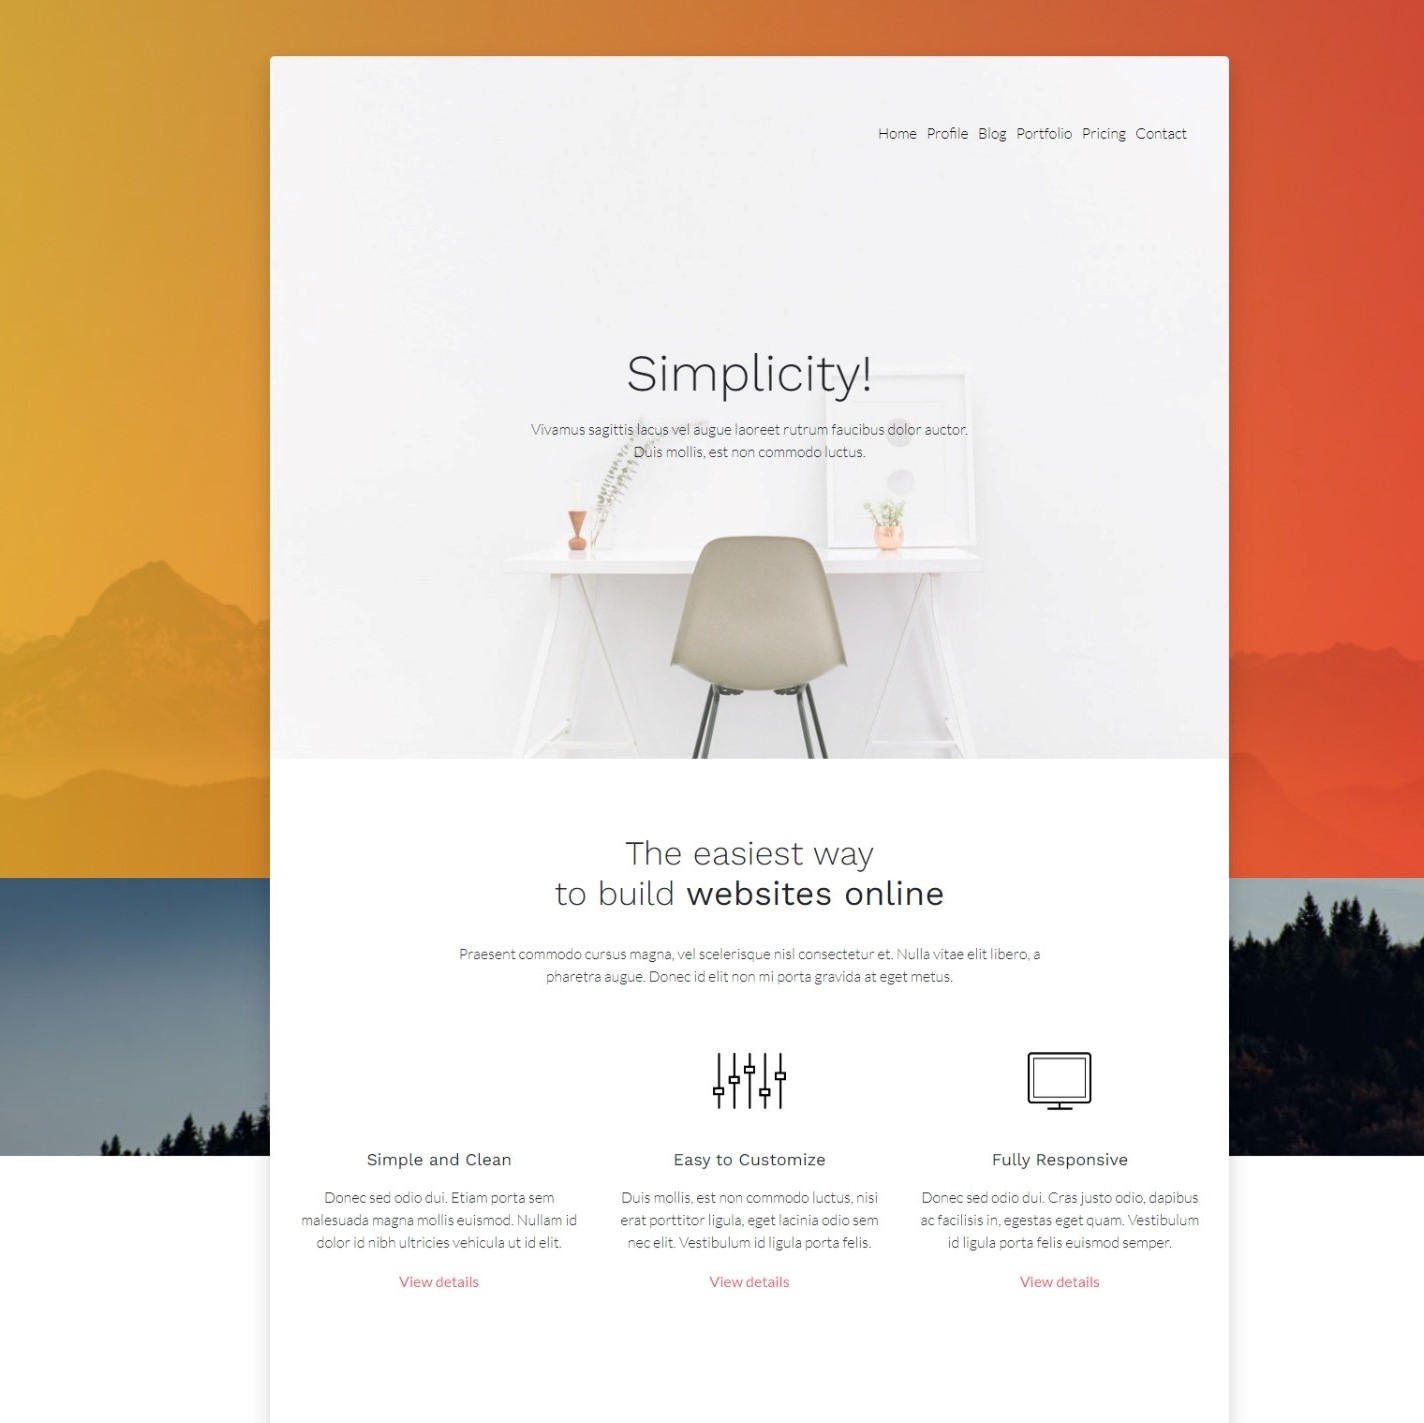 Home Profile Blog Portfolio Pricing Contact
Simplicity!
Vivamus sagittis lacus vel augue laoreet rutrum faucibus dolor auctor.
Duis mollis, est non commodo luctus.
The easiest way
to build websites online
Praesent commodo cursus magna, vel scelerisque nisl consectetur et. Nulla vitae elit libero, a
pharetra augue. Donec id elit non mi porta gravida at eget metus.
Simple and Clean
Donec sed odio dui. Etiam porta sem
malesuada magna mollis euismod. Nullam id
dolor id nibh ultricies vehicula ut id elit.
View details
Easy to Customize
Duis mollis, est non commodo luctus, nisi
erat porttitor ligula, eget lacinia odio sem
nec elit. Vestibulum id ligula porta felis.
View details
Fully Responsive
Donec sed odio dui. Cras justo odio, dapibus
ac facilisis in, egestas eget quam. Vestibulum
id ligula porta felis euismod semper.
View details